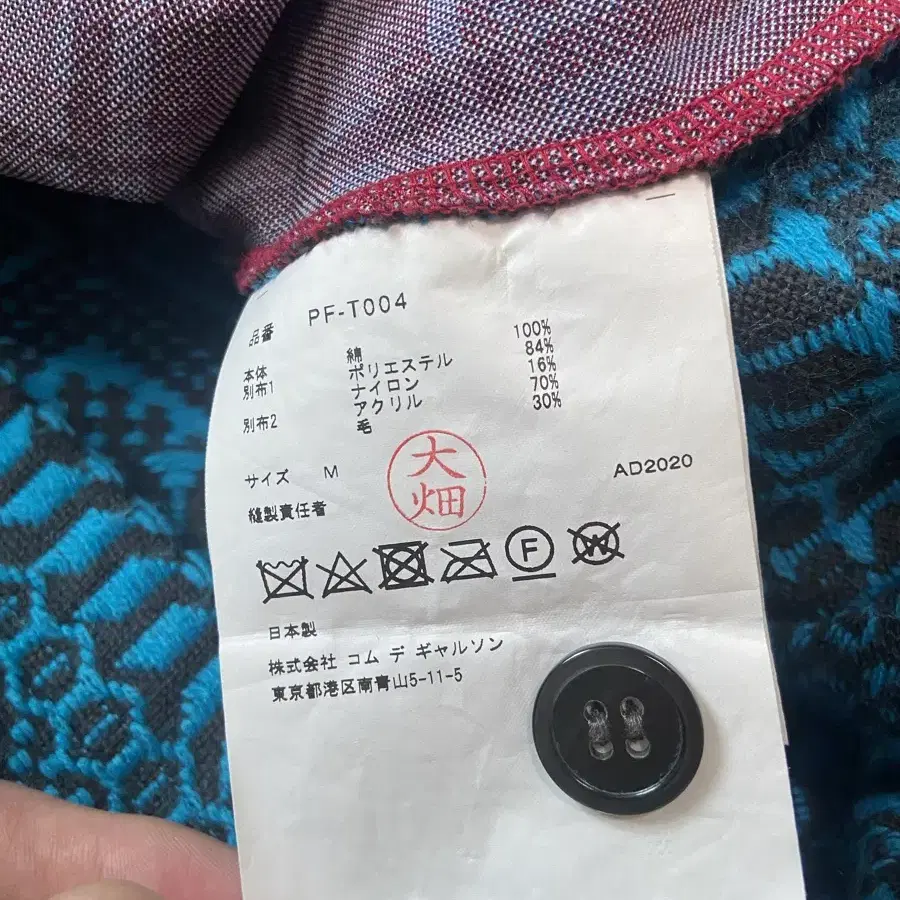 品番 PF-T004
本体 綿 100%
別布1 ポリエステル 84%
ナイロン 16%
別布2 アクリル 70%
毛 30%
サイズ M
大畑
AD2020
縫製責任者
F
W
日本製
株式会社 コム デ ギャルソン
東京都港区南青山5-11-5